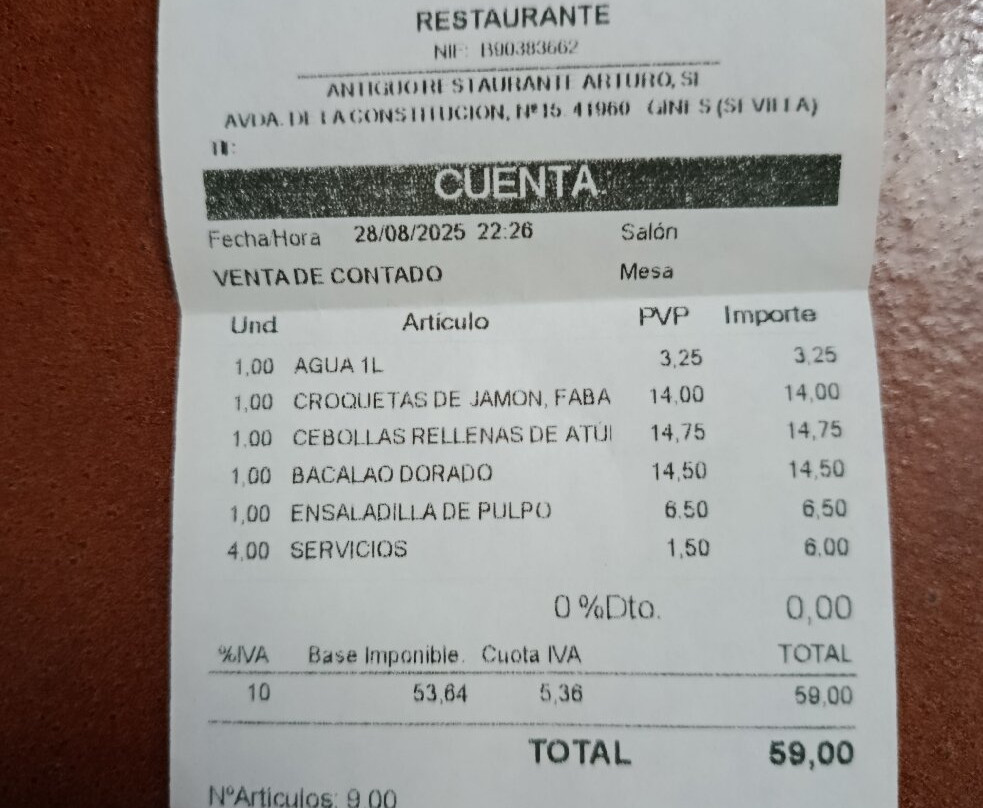 RESTAURANTE
NIF: B90383662
ANTIGUO RESTAURANTE ARTURO, SL
AVDA. DE LA CONSTITUCION, Nº 15 41960 GINES (SEVILLA)
Tlf:
CUENTA
Fecha/Hora 28/08/2025 22:26 Salón
VENTA DE CONTADO Mesa
Und Artículo PVP Importe
1,00 AGUA 1L 3,25 3,25
1,00 CROQUETAS DE JAMON, FABA 14,00 14,00
1,00 CEBOLLAS RELLENAS DE ATÚ 14,75 14,75
1,00 BACALAO DORADO 14,50 14,50
1,00 ENSALADILLA DE PULPO 6,50 6,50
4,00 SERVICIOS 1,50 6,00
0 %Dto. 0,00
%IVA Base Imponible. Cuota IVA TOTAL
10 53,64 5,36 59,00
TOTAL 59,00
NºArticulos: 9,00